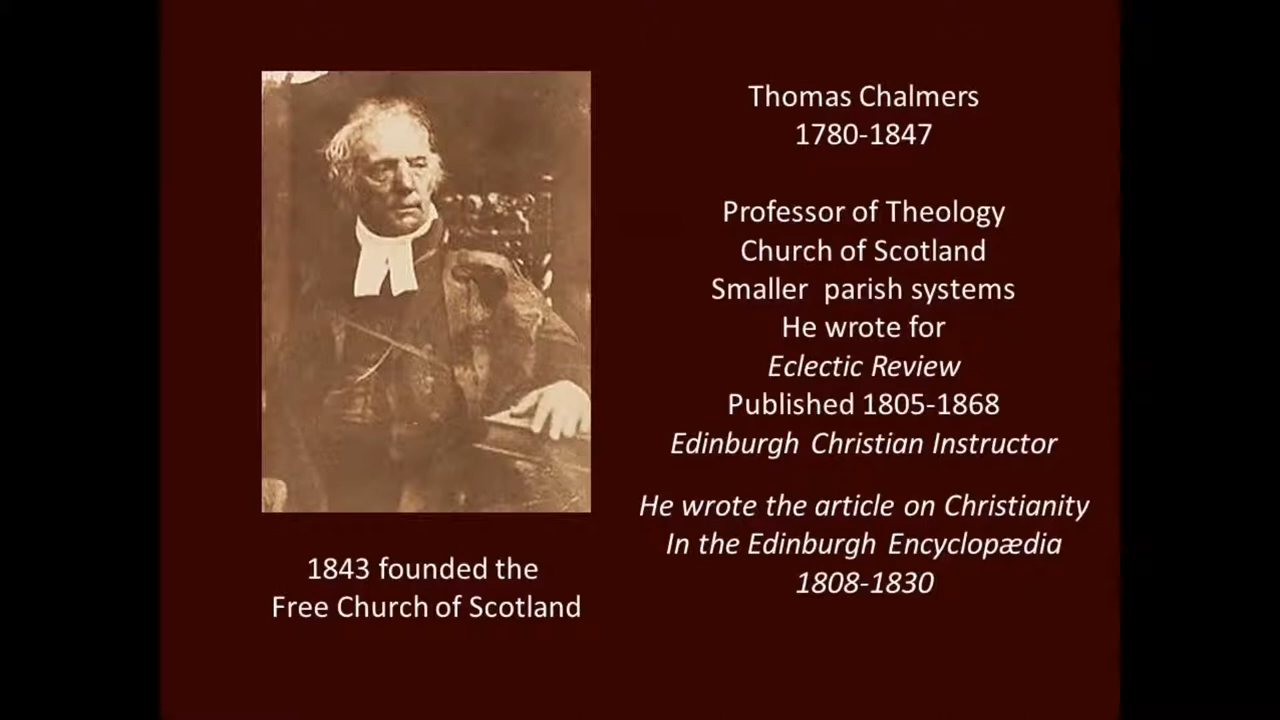 Thomas Chalmers
1780-1847
Professor of Theology
Church of Scotland
Smaller parish systems
He wrote for
Eclectic Review
Published 1805-1868
Edinburgh Christian Instructor
He wrote the article on Christianity
In the Edinburgh Encyclopædia
1808-1830
1843 founded the
Free Church of Scotland